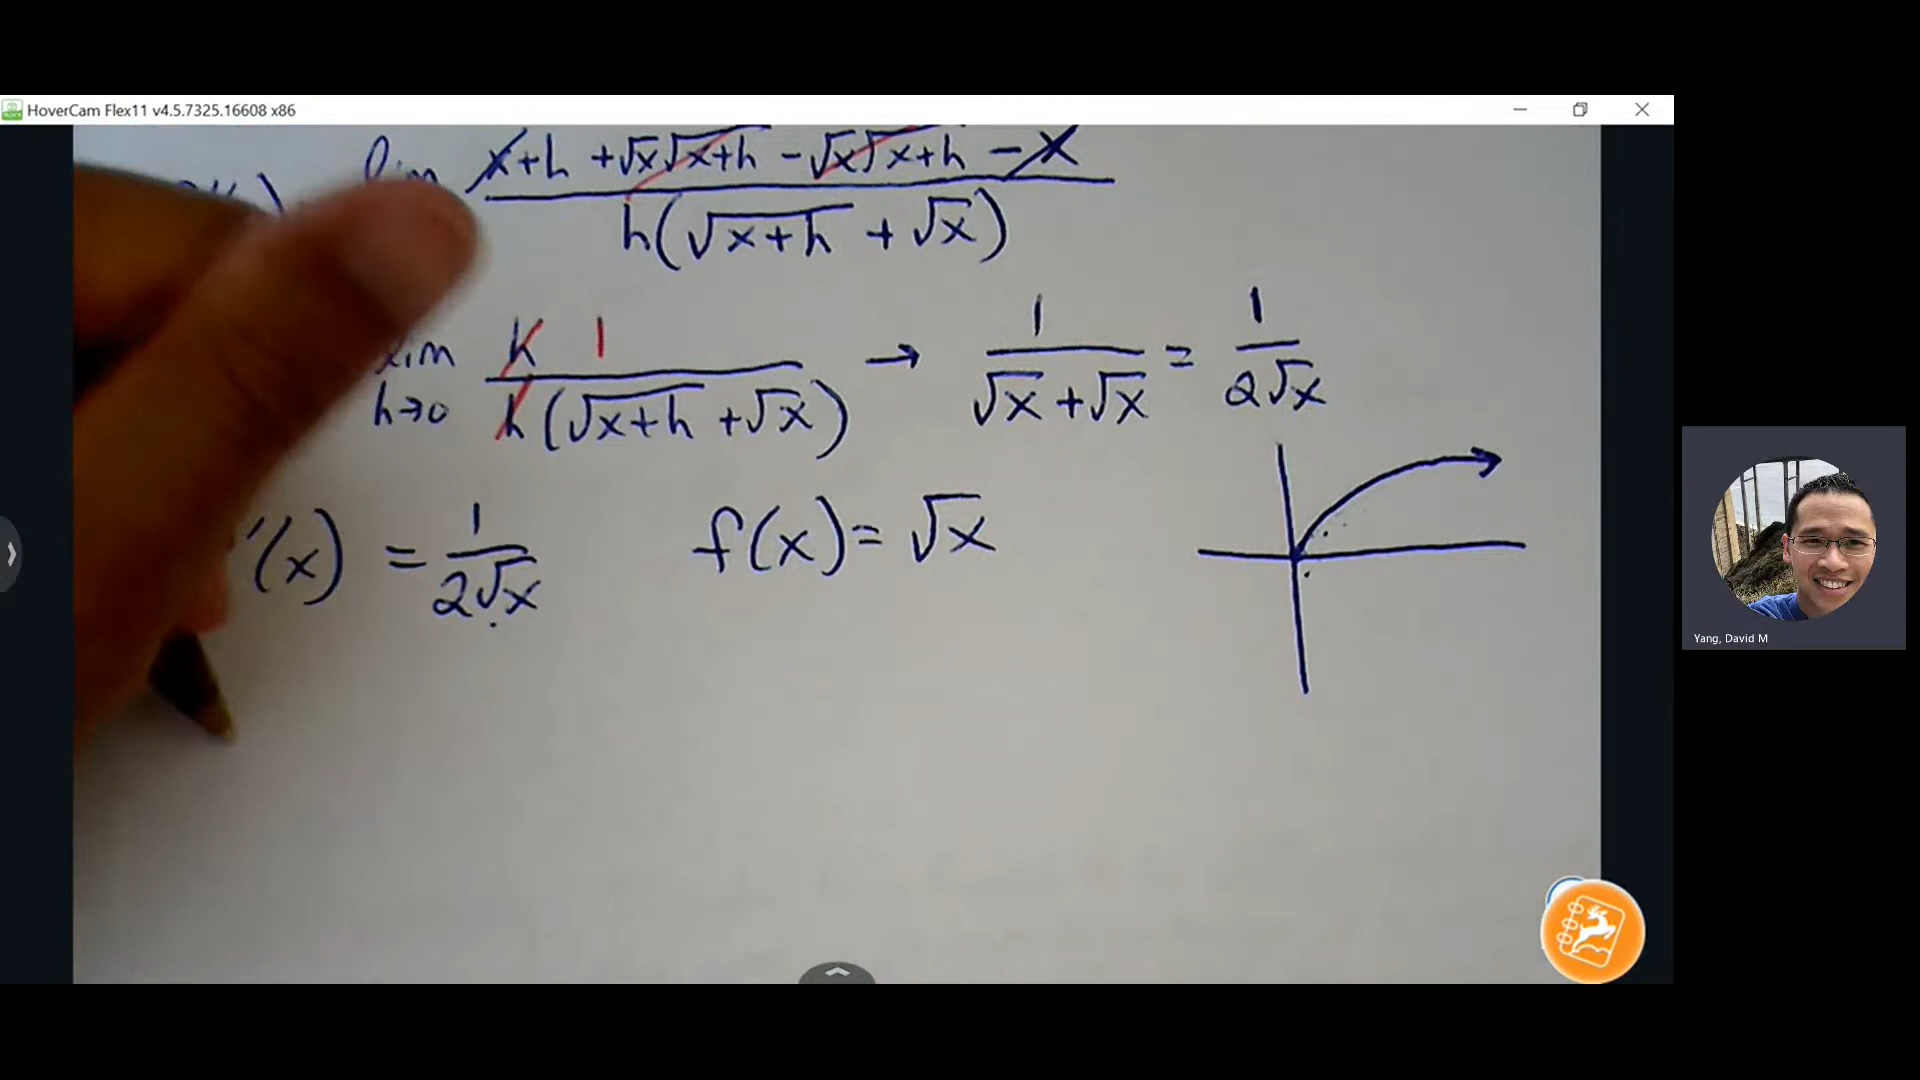 HoverCam Flex11 v4.5.7325.16608 x86
lim x+h +√x√x+h -√x√x+h -x
h(√x+h + √x)
lim h 1 → 1 = 1
h→0 h(√x+h +√x) √x+√x 2√x
'(x) = 1 f(x)= √x
2√x
Yang, David M